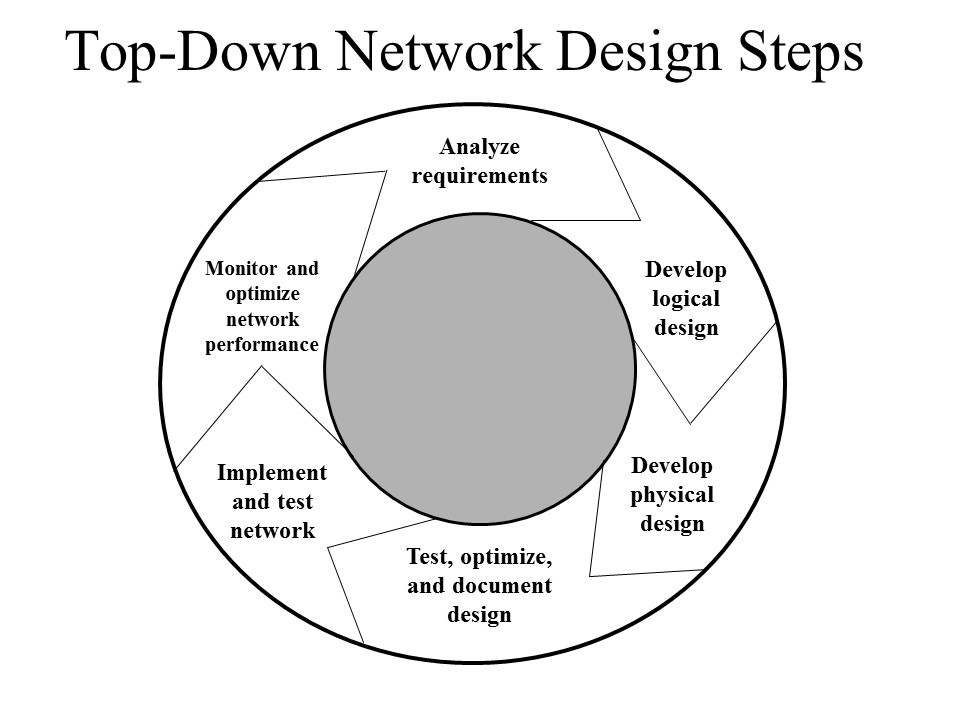 Top-Down Network Design Steps
Analyze
requirements
Develop
logical
design
Develop
physical
design
Test, optimize,
and document
design
Implement
and test
network
Monitor and
optimize
network
performance